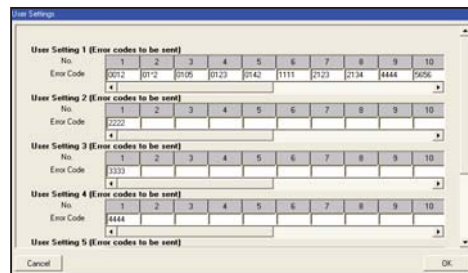 User Settings
User Setting 1 (Error codes to be sent)
No. 1 2 3 4 5 6 7 8 9 10
Error Code 0012 01*2 0105 0123 0142 1111 2123 2134 4444 5656
User Setting 2 (Error codes to be sent)
No. 1 2 3 4 5 6 7 8 9 10
Error Code 2222
User Setting 3 (Error codes to be sent)
No. 1 2 3 4 5 6 7 8 9 10
Error Code 3333
User Setting 4 (Error codes to be sent)
No. 1 2 3 4 5 6 7 8 9 10
Error Code 4444
User Setting 5 (Error codes to be sent)
Cancel OK